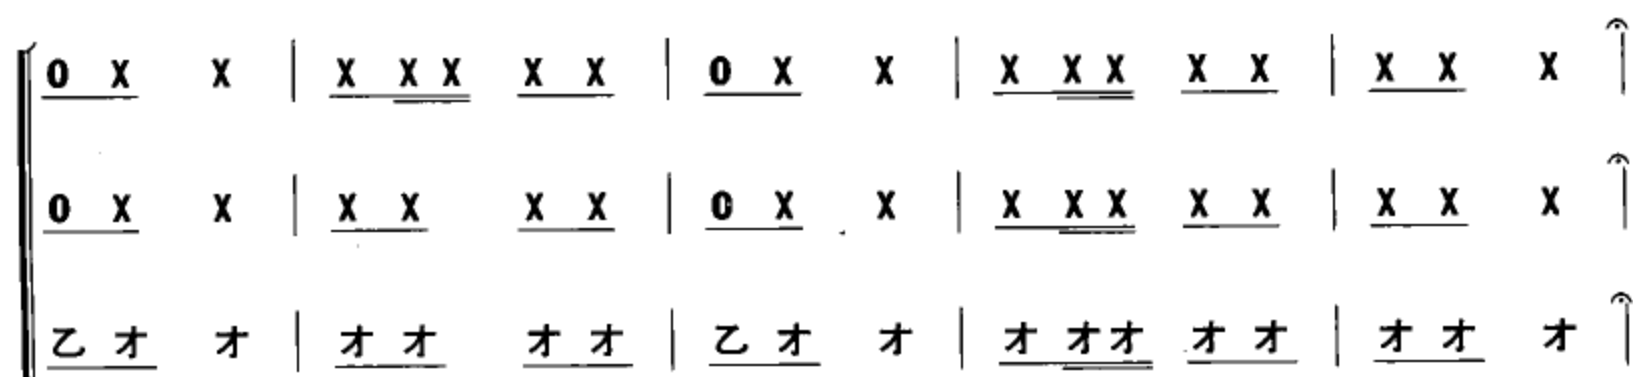 0 X X | X X X X X | 0 X X | X X X X X | X X X |
0 X X | X X X X | 0 X X | X X X X X | X X X |
乙 才 才 | 才 才 才 才 | 乙 才 才 | 才 才 才 才 才 | 才 才 才 |